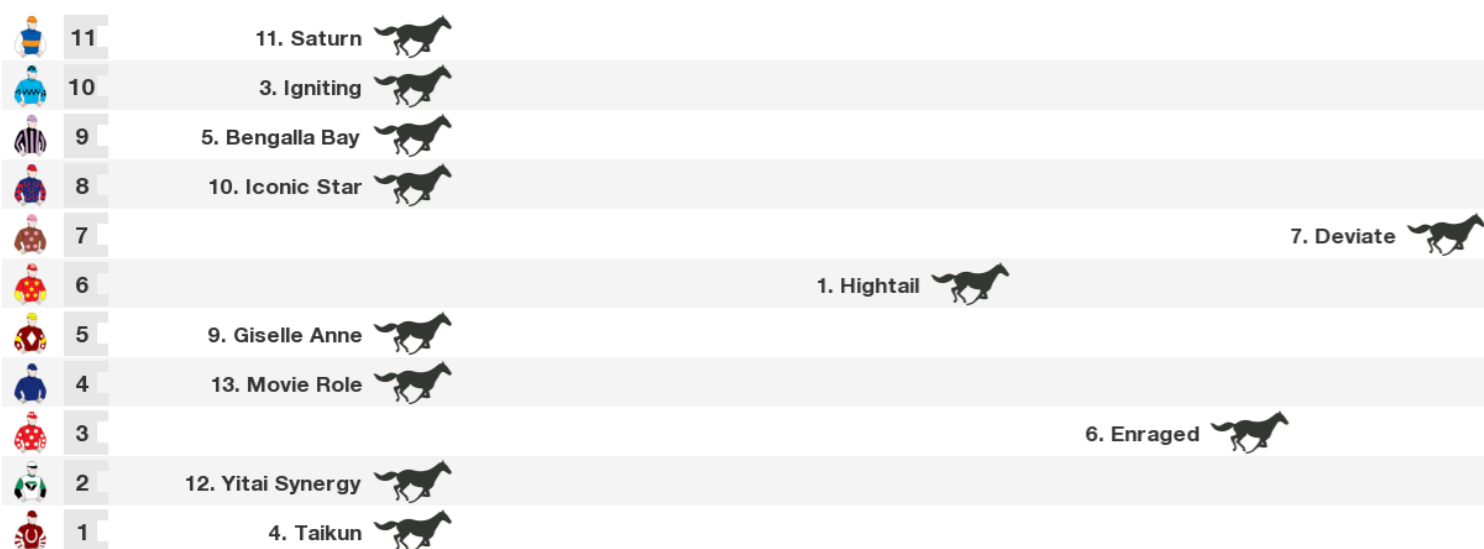 11 11. Saturn
10 3. Igniting
9 5. Bengalla Bay
8 10. Iconic Star
7 7. Deviate
6 1. Hightail
5 9. Giselle Anne
4 13. Movie Role
3 6. Enraged
2 12. Yitai Synergy
1 4. Taikun